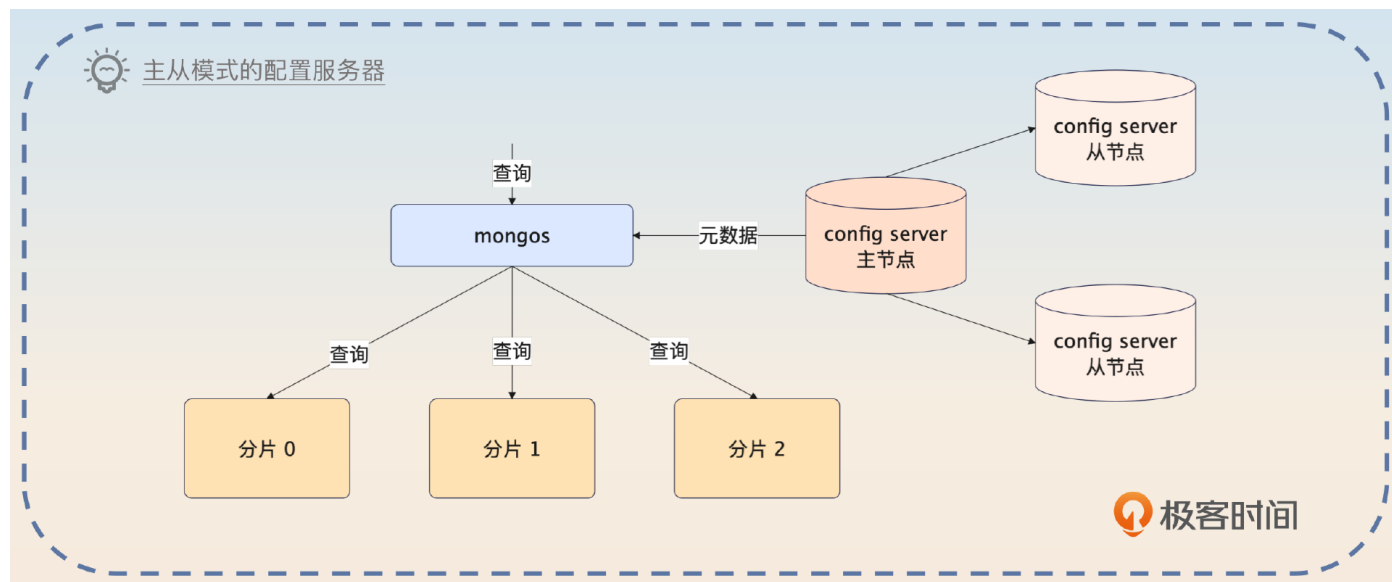 主从模式的配置服务器
查询
mongos
元数据
config server
主节点
config server
从节点
config server
从节点
查询
查询
查询
分片 0
分片 1
分片 2
极客时间